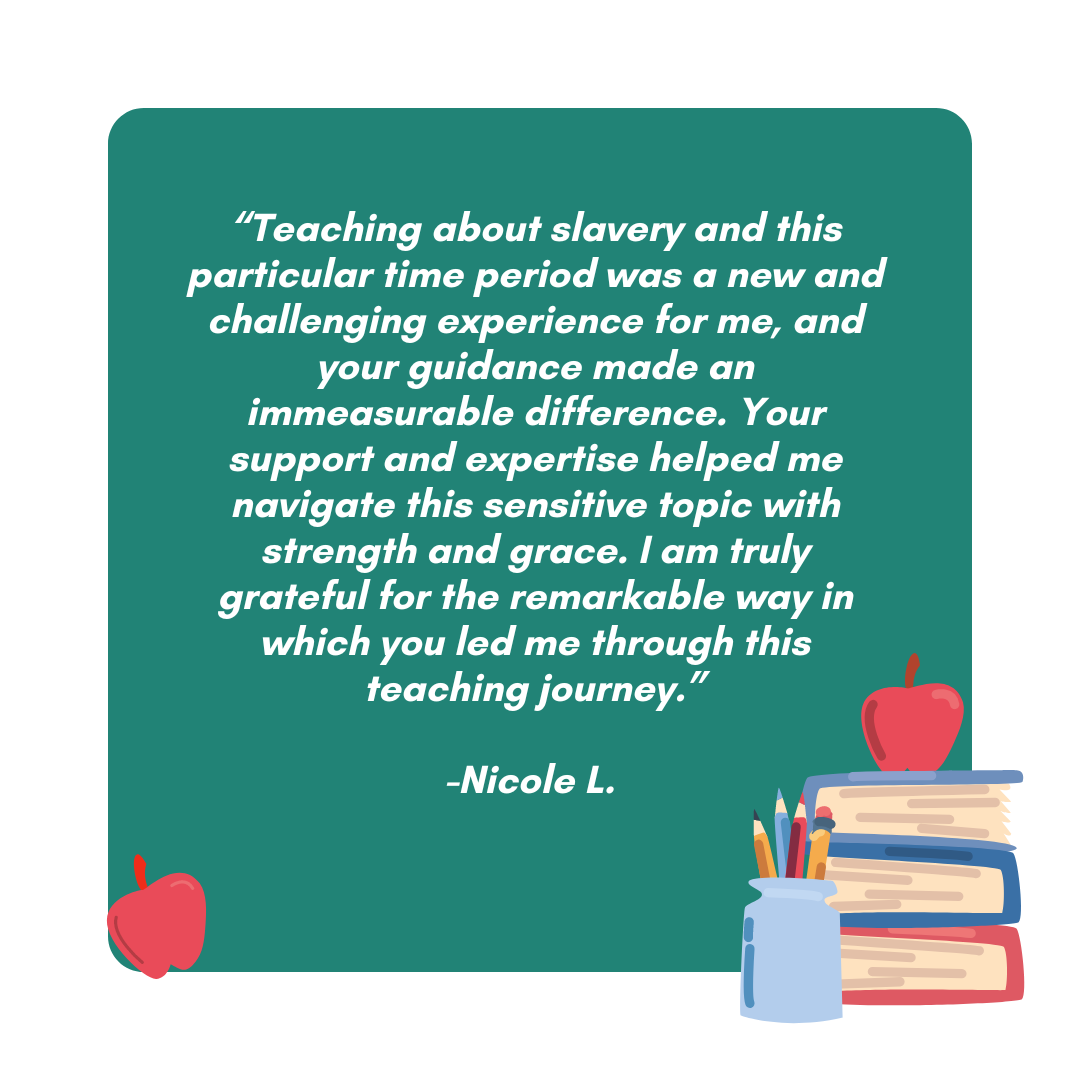 “Teaching about slavery and this
particular time period was a new and
challenging experience for me, and
your guidance made an
immeasurable difference. Your
support and expertise helped me
navigate this sensitive topic with
strength and grace. I am truly
grateful for the remarkable way in
which you led me through this
teaching journey.”
-Nicole L.